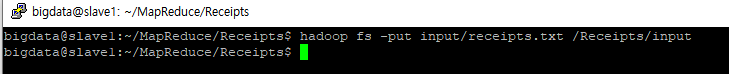 bigdata@slave1: ~/MapReduce/Receipts
bigdata@slave1:~/MapReduce/Receipts$ hadoop fs -put input/receipts.txt /Receipts/input
bigdata@slave1:~/MapReduce/Receipts$